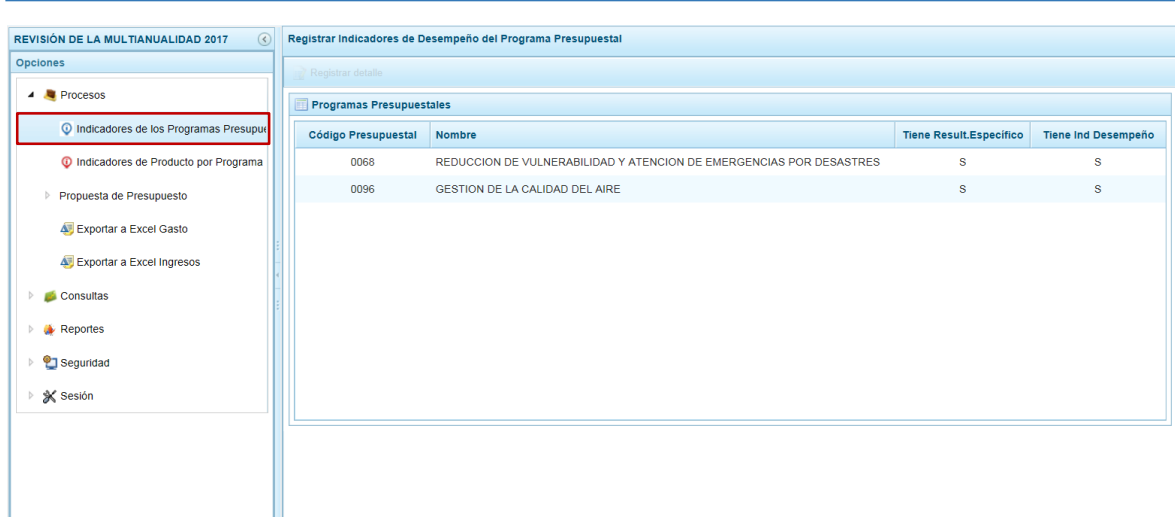 REVISIÓN DE LA MULTIANUALIDAD 2017
Opciones
Procesos
Indicadores de los Programas Presupue
Indicadores de Producto por Programa
Propuesta de Presupuesto
Exportar a Excel Gasto
Exportar a Excel Ingresos
Consultas
Reportes
Seguridad
Sesión
Registrar Indicadores de Desempeño del Programa Presupuestal
Registrar detalle
Programas Presupuestales
Código Presupuestal Nombre Tiene Result.Específico Tiene Ind Desempeño
0068 REDUCCION DE VULNERABILIDAD Y ATENCION DE EMERGENCIAS POR DESASTRES S S
0096 GESTION DE LA CALIDAD DEL AIRE S S